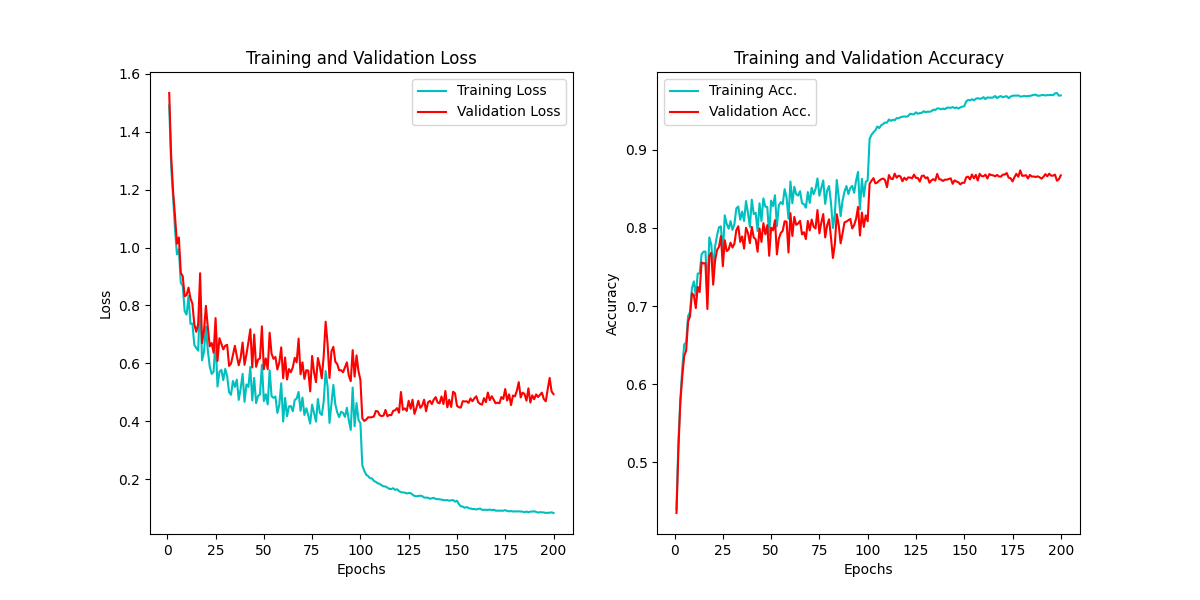 Training and Validation Loss
Loss
1.6
1.4
1.2
1.0
0.8
0.6
0.4
0.2
Training Loss
Validation Loss
0 25 50 75 100 125 150 175 200
Epochs
Training and Validation Accuracy
Accuracy
0.9
0.8
0.7
0.6
0.5
Training Acc.
Validation Acc.
0 25 50 75 100 125 150 175 200
Epochs